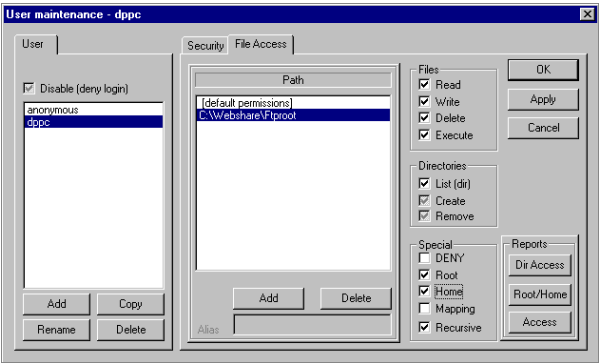 User maintenance - dppc
User
Security
File Access
Disable (deny login)
anonymous
dppc
Path
[default permissions]
C:\Webshare\Ftproot
Files
Read
Write
Delete
Execute
Directories
List (dir)
Create
Remove
Special
DENY
Root
Home
Mapping
Recursive
OK
Apply
Cancel
Reports
Dir Access
Root/Home
Access
Add
Copy
Rename
Delete
Add
Delete
Alias